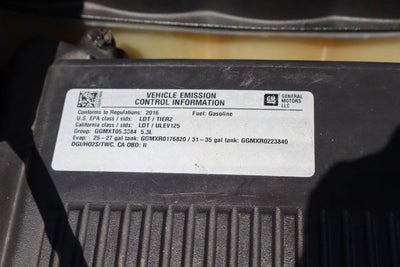 VEHICLE EMISSION
CONTROL INFORMATION
GM
GENERAL
MOTORS
LLC
Conforms to Regulations: 2016 Fuel: Gasoline
U.S. EPA class / stds: LDT / TIER2
California class / stds: LDT / ULEV125
Group: GGMXT05.3384 5.3L
Evap: 25-27 gal tank: GGMXR0176820 / 31-35 gal tank: GGMXR0223840
DGI/HO2S/TWC, CA OBD: II